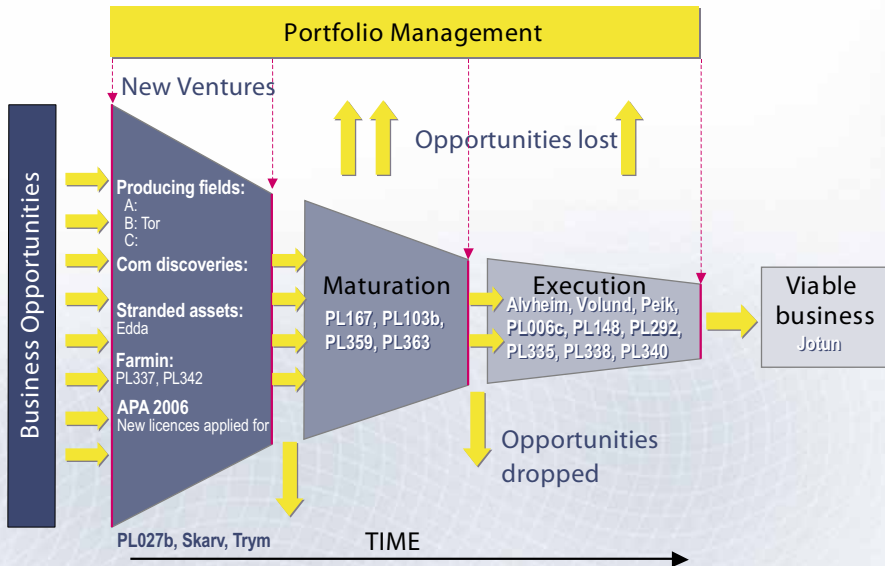 Portfolio Management
New Ventures
Opportunities lost
Business Opportunities
Producing fields:
A:
B: Tor
C:
Com discoveries:
Stranded assets:
Edda
Farmin:
PL337, PL342
APA 2006
New licences applied for
Maturation
PL167, PL103b,
PL359, PL363
Execution
Alvheim, Volund, Peik,
PL006c, PL148, PL292,
PL335, PL338, PL340
Viable
business
Jotun
Opportunities
dropped
PL027b, Skarv, Trym
TIME